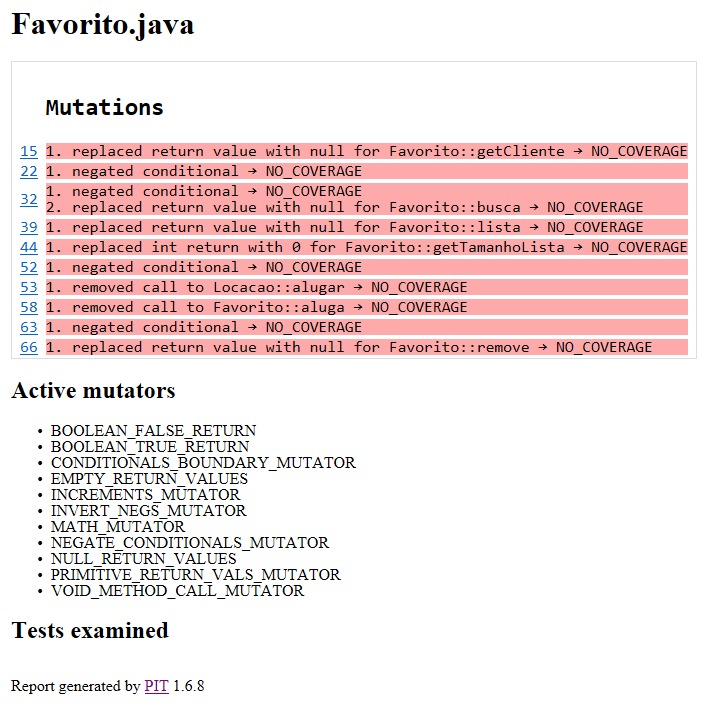 Favorito.java
Mutations
15 1. replaced return value with null for Favorito::getCliente → NO_COVERAGE
22 1. negated conditional → NO_COVERAGE
32 1. negated conditional → NO_COVERAGE
2. replaced return value with null for Favorito::busca → NO_COVERAGE
39 1. replaced return value with null for Favorito::lista → NO_COVERAGE
44 1. replaced int return with 0 for Favorito::getTamanhoLista → NO_COVERAGE
52 1. negated conditional → NO_COVERAGE
53 1. removed call to Locacao::alugar → NO_COVERAGE
58 1. removed call to Favorito::aluga → NO_COVERAGE
63 1. negated conditional → NO_COVERAGE
66 1. replaced return value with null for Favorito::remove → NO_COVERAGE
Active mutators
• BOOLEAN_FALSE_RETURN
• BOOLEAN_TRUE_RETURN
• CONDITIONALS_BOUNDARY_MUTATOR
• EMPTY_RETURN_VALUES
• INCREMENTS_MUTATOR
• INVERT_NEGS_MUTATOR
• MATH_MUTATOR
• NEGATE_CONDITIONALS_MUTATOR
• NULL_RETURN_VALUES
• PRIMITIVE_RETURN_VALS_MUTATOR
• VOID_METHOD_CALL_MUTATOR
Tests examined
Report generated by PIT 1.6.8